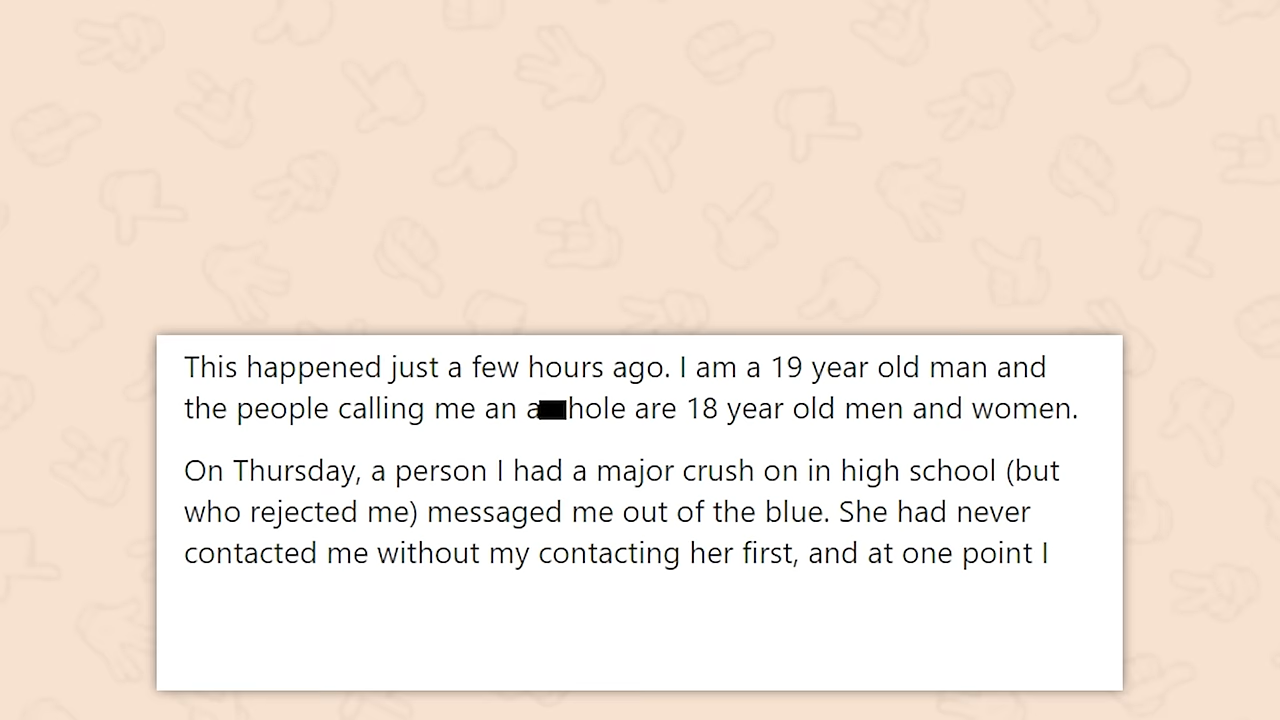 This happened just a few hours ago. I am a 19 year old man and
the people calling me an a hole are 18 year old men and women.
On Thursday, a person I had a major crush on in high school (but
who rejected me) messaged me out of the blue. She had never
contacted me without my contacting her first, and at one point I